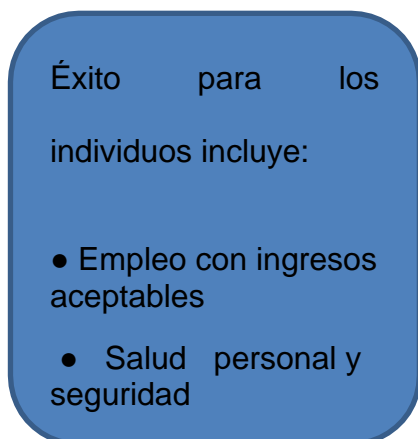 Éxito para los
individuos incluye:
● Empleo con ingresos
aceptables
● Salud personal y
seguridad